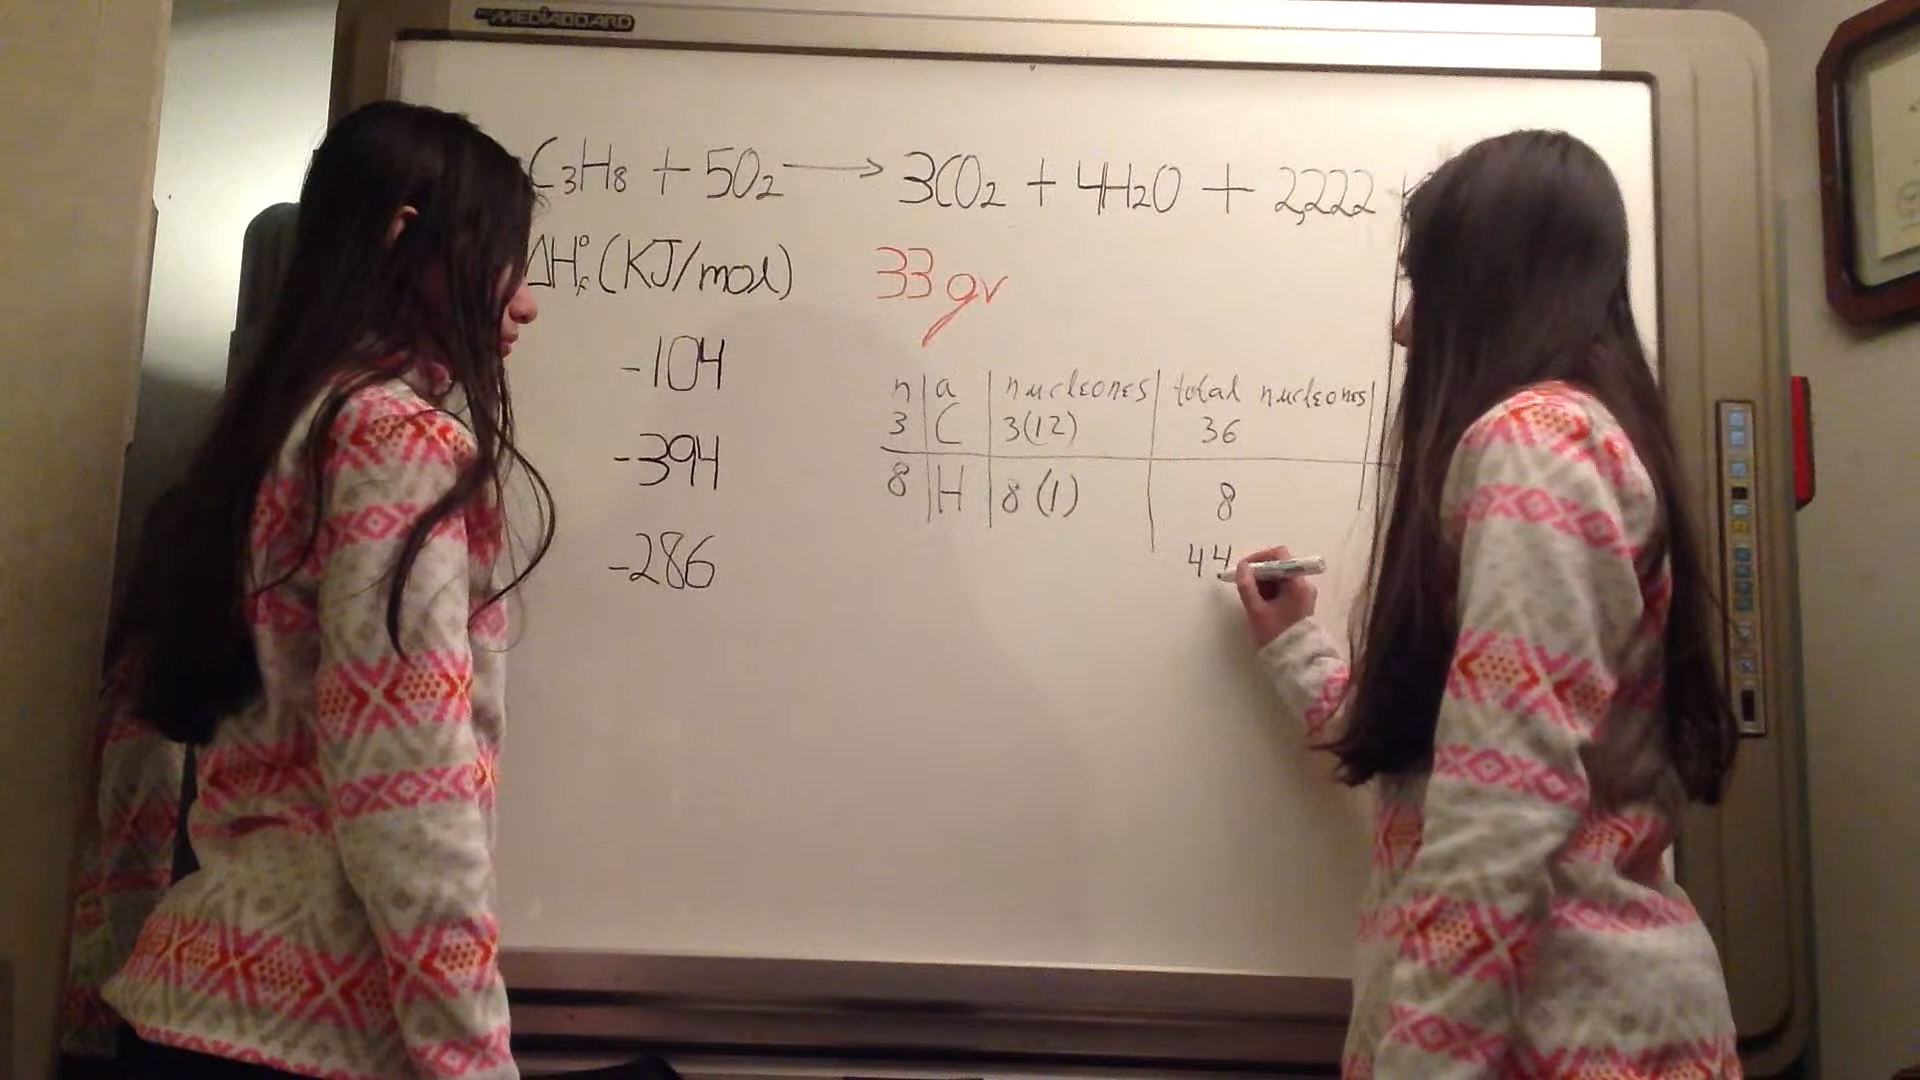 MEDIABOARD
C₃H₈ + 5O₂ → 3CO₂ + 4H₂O + 2,222
ΔH°f (KJ/mol) 33 gr
-104
-394
-286
n a nucleones total nucleones
3 C 3(12) 36
8 H 8 (1) 8
44